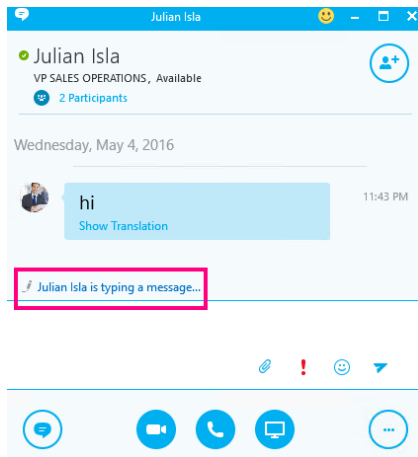 Julian Isla
Julian Isla
VP SALES OPERATIONS, Available
2 Participants
Wednesday, May 4, 2016
hi
11:43 PM
Show Translation
Julian Isla is typing a message...